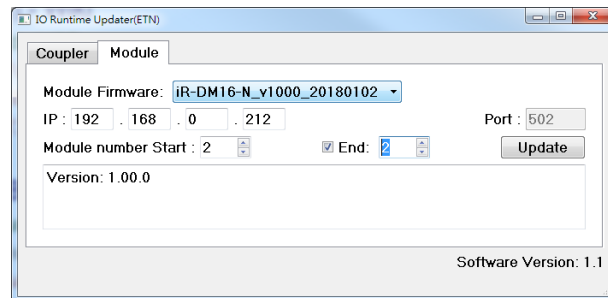 IO Runtime Updater(ETN)
Coupler Module
Module Firmware: iR-DM16-N_v1000_20180102
IP : 192 . 168 . 0 . 212 Port : 502
Module number Start : 2 End: 2 Update
Version: 1.00.0
Software Version: 1.1